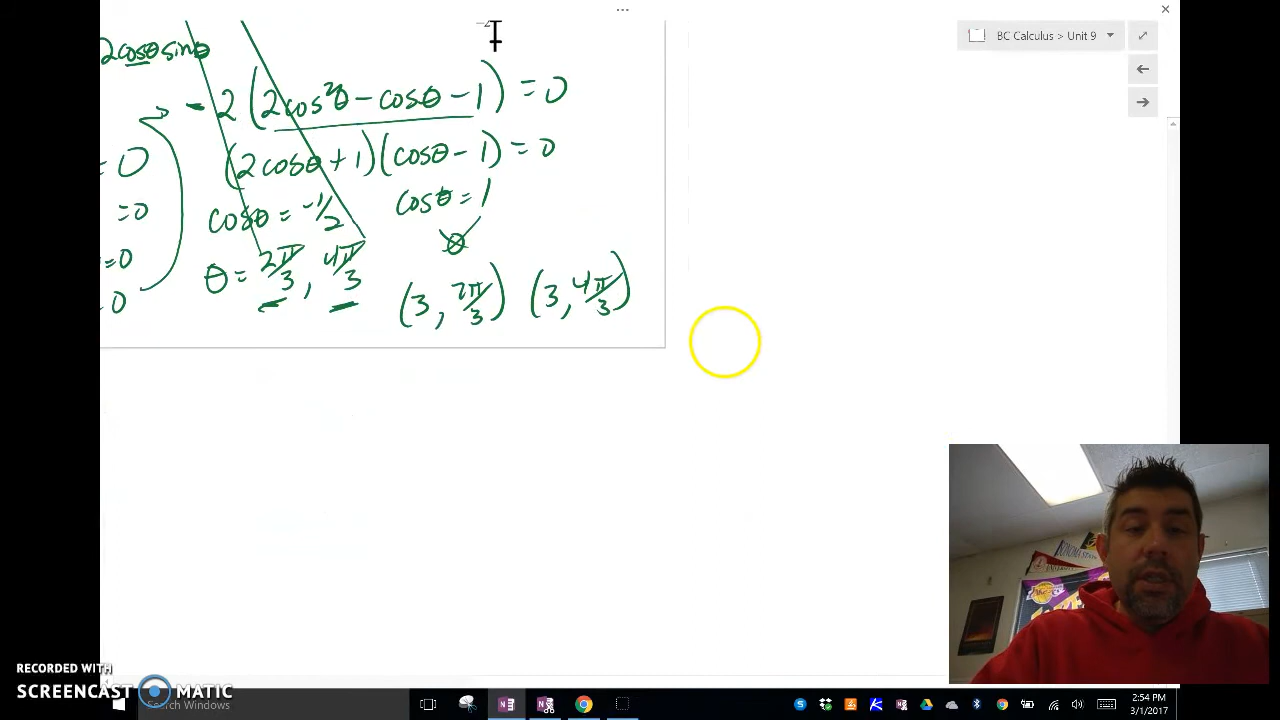 BC Calculus > Unit 9
2cosθsinθ
-2(2cos²θ - cosθ - 1) = 0
= 0
(2cosθ + 1)(cosθ - 1) = 0
= 0
cosθ = -1/2
cosθ = 1
= 0
θ = 2π/3, 4π/3
= 0
(3, 2π/3) (3, 4π/3)
RECORDED WITH
SCREENCAST MATIC
Search Windows
2:54 PM
3/1/2017